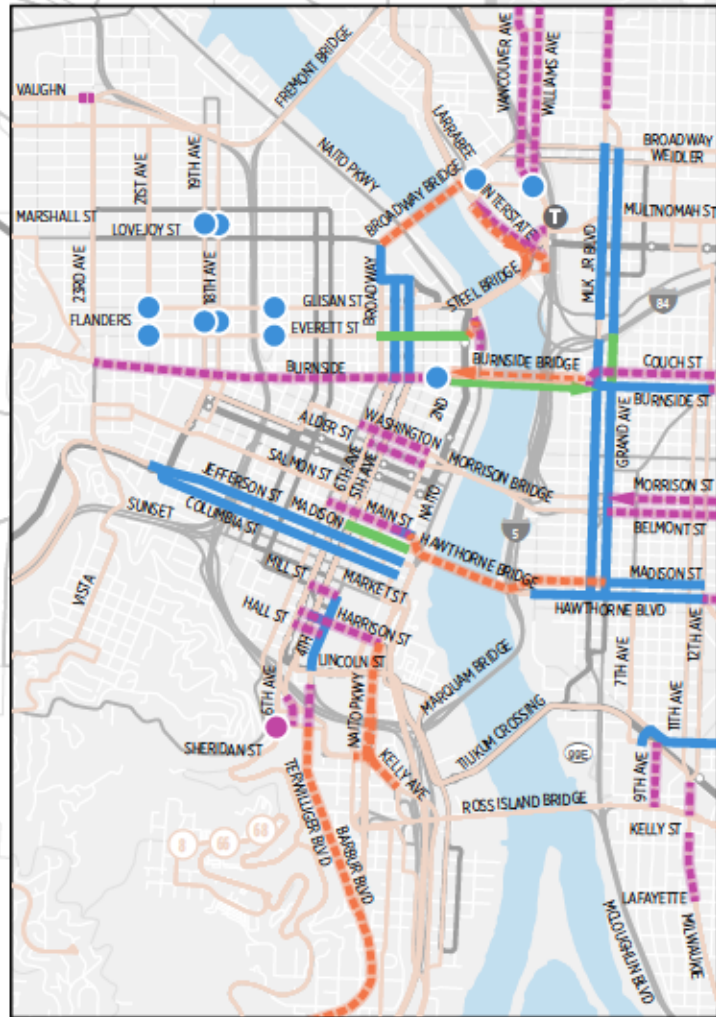 VAUGHN
FREMONT BRIDGE
VANCOUVER AVE
WILLIAMS AVE
LARRABEE
BROADWAY
WEIDLER
NAITO PKWY
21ST AVE
19TH AVE
BROADWAY BRIDGE
INTERSTATE
T
MULTNOMAH ST
MARSHALL ST
LOVEJOY ST
23RD AVE
18TH AVE
BROADWAY
STEEL BRIDGE
MLK JR BLVD
84
GLISAN ST
FLANDERS
EVERETT ST
BURNSIDE
BURNSIDE BRIDGE
COUCH ST
BURNSIDE ST
2ND
GRAND AVE
ALDER ST
WASHINGTON
SALMON ST
6TH AVE
5TH AVE
MORRISON BRIDGE
MORRISON ST
BELMONT ST
JEFFERSON ST
COLUMBIA ST
MADISON
MAIN ST
NAITO
5
SUNSET
HAWTHORNE BRIDGE
MADISON ST
HAWTHORNE BLVD
MILL ST
MARKET ST
VISTA
HALL ST
4TH
HARRISON ST
LINCOLN ST
7TH AVE
12TH AVE
11TH AVE
MARQUAM BRIDGE
6TH AVE
NAITO PKWY
SHERIDAN ST
TILIKUM CROSSING
99E
9TH AVE
KELLY AVE
ROSS ISLAND BRIDGE
KELLY ST
TERWILLIGER BLVD
BARBUR BLVD
8
66
68
LAFAYETTE
MCLOUGHLIN BLVD
MILWAUKIE